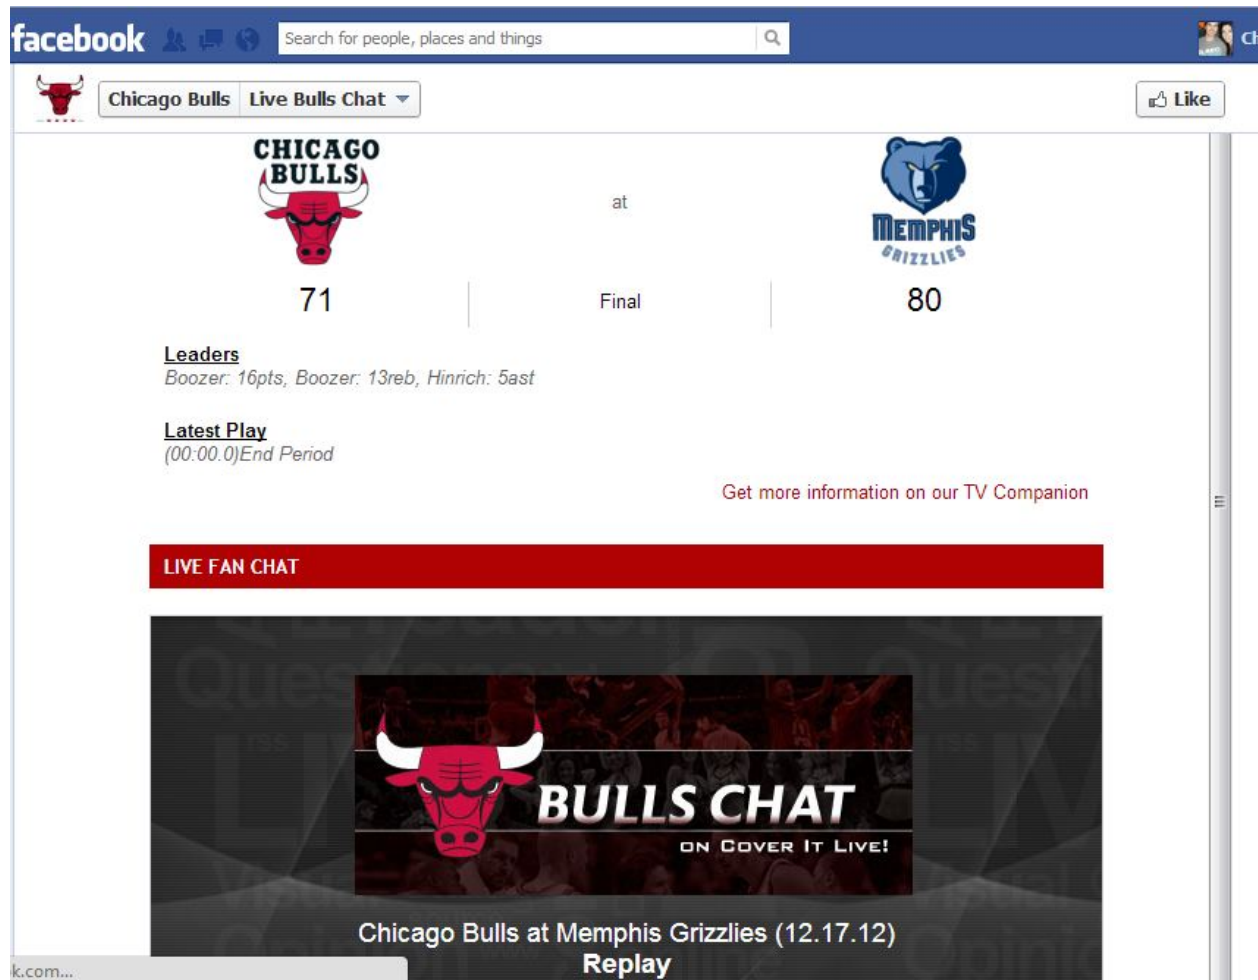 facebook Search for people, places and things Ch
Chicago Bulls Live Bulls Chat Like
CHICAGO
BULLS
at
MEMPHIS
GRIZZLIES
71 Final 80
Leaders
Boozer: 16pts, Boozer: 13reb, Hinrich: 5ast
Latest Play
(00:00.0)End Period
Get more information on our TV Companion
LIVE FAN CHAT
BULLS CHAT
ON COVER IT LIVE!
Chicago Bulls at Memphis Grizzlies (12.17.12)
Replay
k.com...